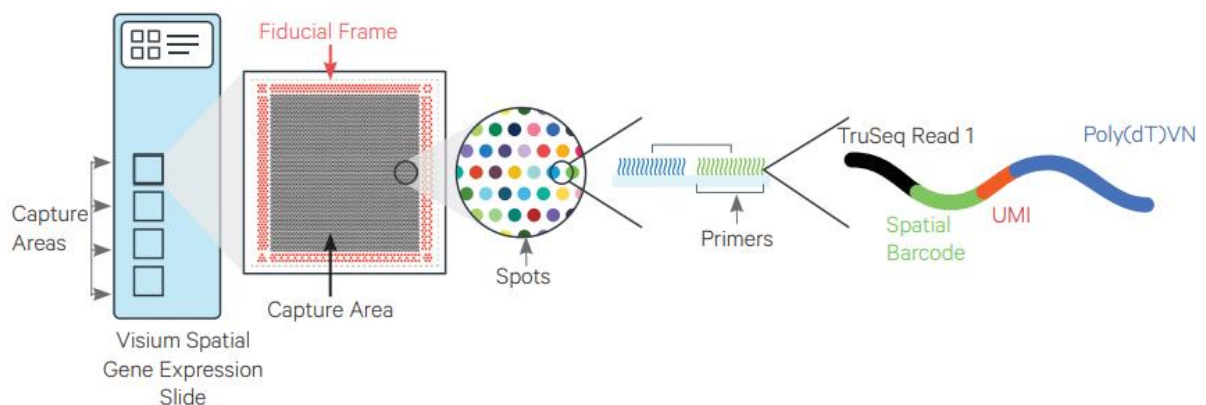 Fiducial Frame
Capture
Areas
Visium Spatial
Gene Expression
Slide
Capture Area
Spots
Primers
TruSeq Read 1
Spatial
Barcode
UMI
Poly(dT)VN